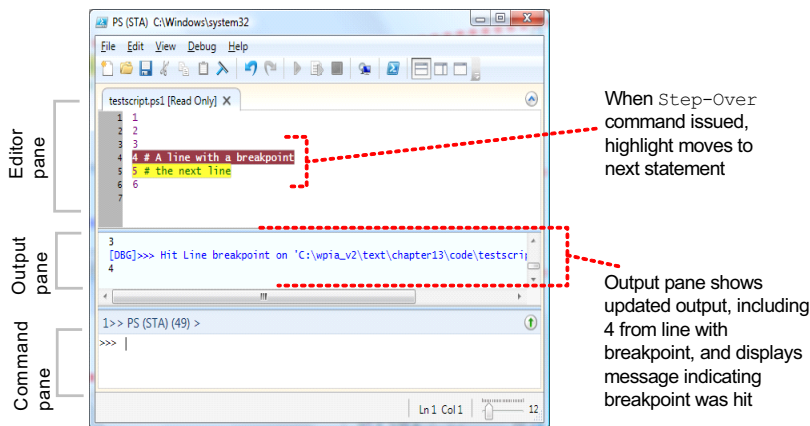 PS (STA) C:\Windows\system32
File Edit View Debug Help
testscript.ps1 [Read Only] X
1 1
2 2
3 3
4 4 # A line with a breakpoint
5 5 # the next line
6 6
7
3
[DBG]>>> Hit Line breakpoint on 'C:\wpia_v2\text\chapter13\code\testscrip
4
1>> PS (STA) (49) >
>>>
Ln 1 Col 1
12
Editor
pane
Output
pane
Command
pane
When Step-Over
command issued,
highlight moves to
next statement
Output pane shows
updated output, including
4 from line with
breakpoint, and displays
message indicating
breakpoint was hit